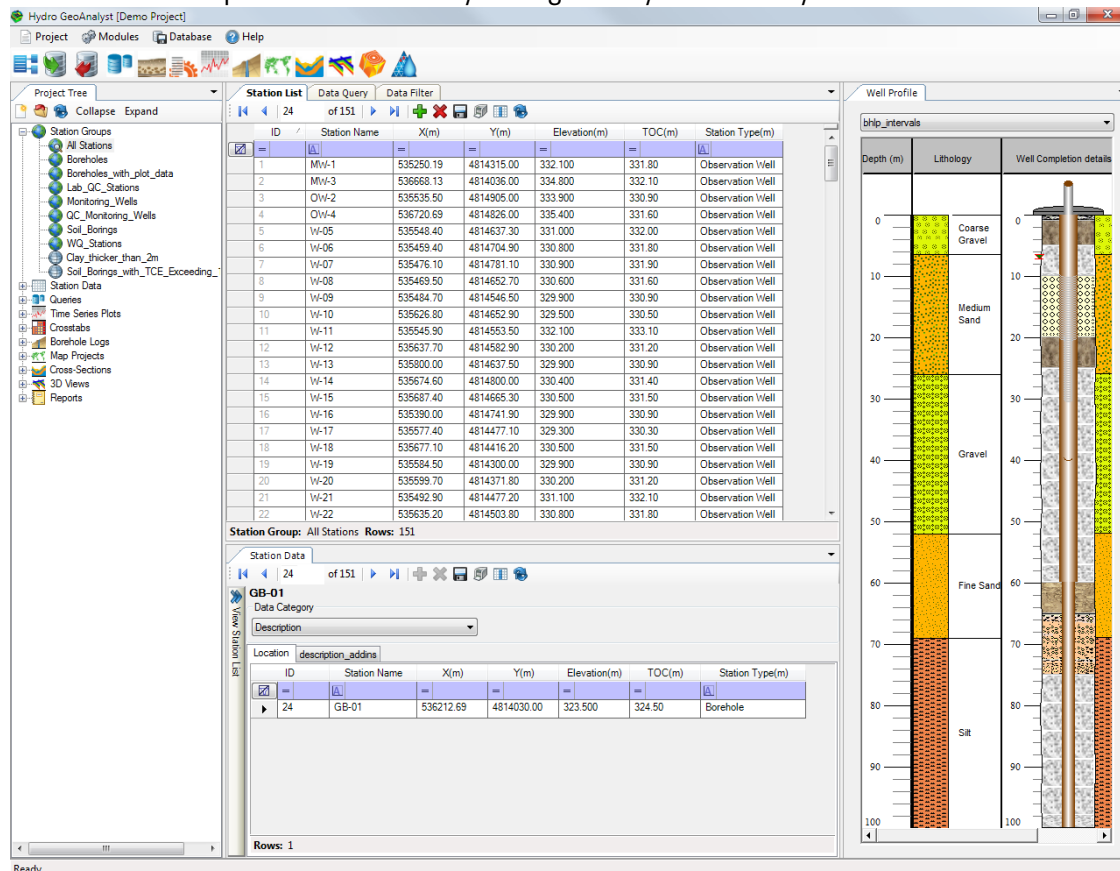 Hydro GeoAnalyst [Demo Project]
Project Modules Database Help
Project Tree
Collapse Expand
Station Groups
All Stations
Boreholes
Boreholes_with_plot_data
Lab_QC_Stations
Monitoring_Wells
QC_Monitoring_Wells
Soil_Borings
WQ_Stations
Clay_thicker_than_2m
Soil_Borings_with_TCE_Exceeding_
Station Data
Queries
Time Series Plots
Crosstabs
Borehole Logs
Map Projects
Cross-Sections
3D Views
Reports
Station List Data Query Data Filter
24 of 151
ID Station Name X(m) Y(m) Elevation(m) TOC(m) Station Type(m)
= A = = = = A
1 MW-1 535250.19 4814315.00 332.100 331.80 Observation Well
2 MW-3 536668.13 4814036.00 334.800 332.10 Observation Well
3 OW-2 535535.50 4814905.00 333.900 330.90 Observation Well
4 OW-4 536720.69 4814826.00 335.400 331.60 Observation Well
5 W-05 535548.40 4814637.30 331.000 332.00 Observation Well
6 W-06 535459.40 4814704.90 330.800 331.80 Observation Well
7 W-07 535476.10 4814781.10 330.900 331.90 Observation Well
8 W-08 535469.50 4814652.70 330.600 331.60 Observation Well
9 W-09 535484.70 4814546.50 329.900 330.90 Observation Well
10 W-10 535626.80 4814652.90 329.500 330.50 Observation Well
11 W-11 535545.90 4814553.50 332.100 333.10 Observation Well
12 W-12 535637.70 4814582.90 330.200 331.20 Observation Well
13 W-13 535800.00 4814637.50 329.900 330.90 Observation Well
14 W-14 535674.60 4814800.00 330.400 331.40 Observation Well
15 W-15 535687.40 4814665.30 330.500 331.50 Observation Well
16 W-16 535390.00 4814741.90 329.900 330.90 Observation Well
17 W-17 535577.40 4814477.10 329.300 330.30 Observation Well
18 W-18 535677.10 4814416.20 330.500 331.50 Observation Well
19 W-19 535584.50 4814300.00 329.900 330.90 Observation Well
20 W-20 535599.70 4814371.80 330.200 331.20 Observation Well
21 W-21 535492.90 4814477.20 331.100 332.10 Observation Well
22 W-22 535635.20 4814503.80 330.800 331.80 Observation Well
Station Group: All Stations Rows: 151
Station Data
24 of 151
View Station List
GB-01
Data Category
Description
Location description_addins
ID Station Name X(m) Y(m) Elevation(m) TOC(m) Station Type(m)
= A = = = = A
24 GB-01 536212.69 4814030.00 323.500 324.50 Borehole
Rows: 1
Well Profile
bhlp_intervals
Depth (m) Lithology Well Completion details
0 Coarse Gravel 0
10 10
Medium Sand
20 20
30 30
Gravel
40 40
50 50
60 Fine Sand 60
70 70
80 80
Silt
90 90
100 100
Ready